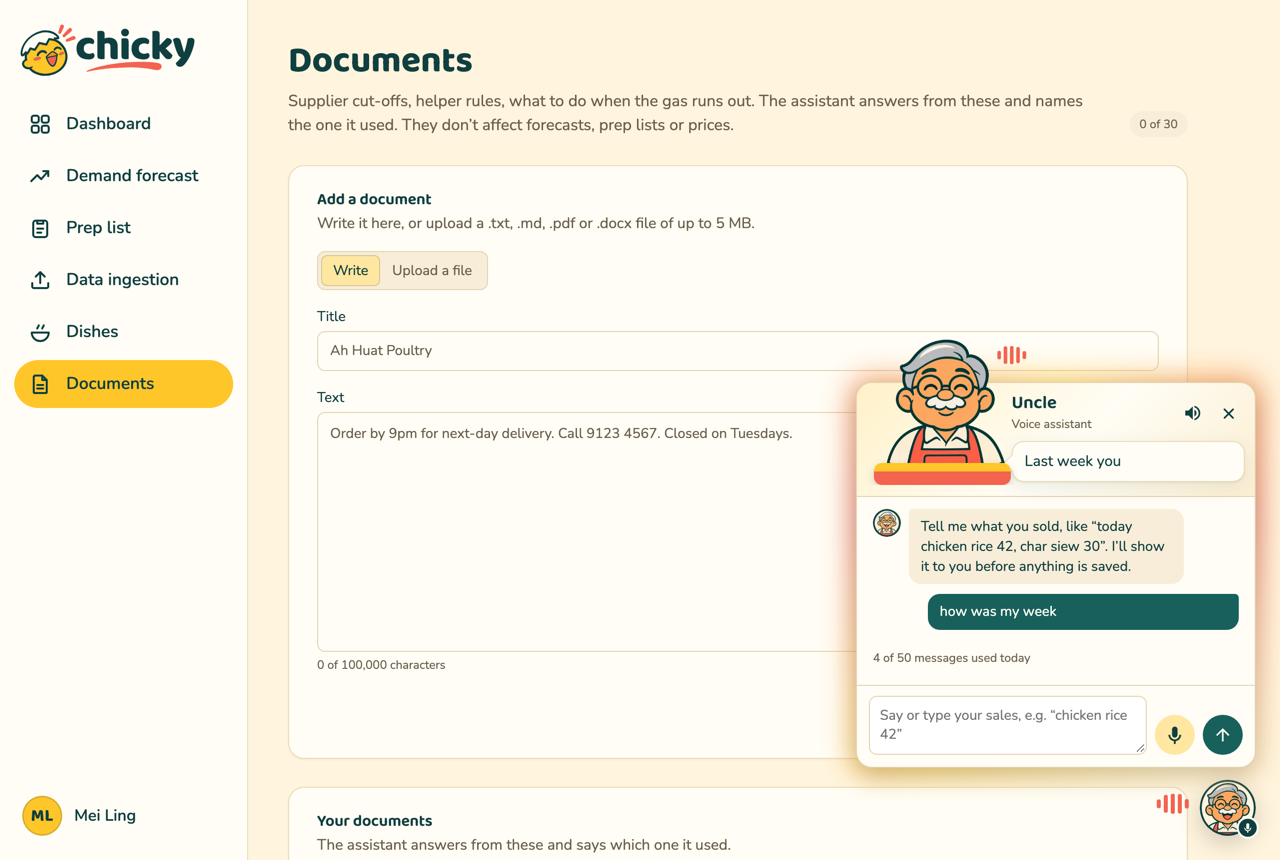 chicky
Dashboard
Demand forecast
Prep list
Data ingestion
Dishes
Documents
ML
Mei Ling
Documents
Supplier cut-offs, helper rules, what to do when the gas runs out. The assistant answers from these and names
the one it used. They don’t affect forecasts, prep lists or prices.
0 of 30
Add a document
Write it here, or upload a .txt, .md, .pdf or .docx file of up to 5 MB.
Write
Upload a file
Title
Ah Huat Poultry
Text
Order by 9pm for next-day delivery. Call 9123 4567. Closed on Tuesdays.
0 of 100,000 characters
Your documents
The assistant answers from these and says which one it used.
Uncle
Voice assistant
Last week you
Tell me what you sold, like “today
chicken rice 42, char siew 30”. I’ll show
it to you before anything is saved.
how was my week
4 of 50 messages used today
Say or type your sales, e.g. “chicken rice
42”